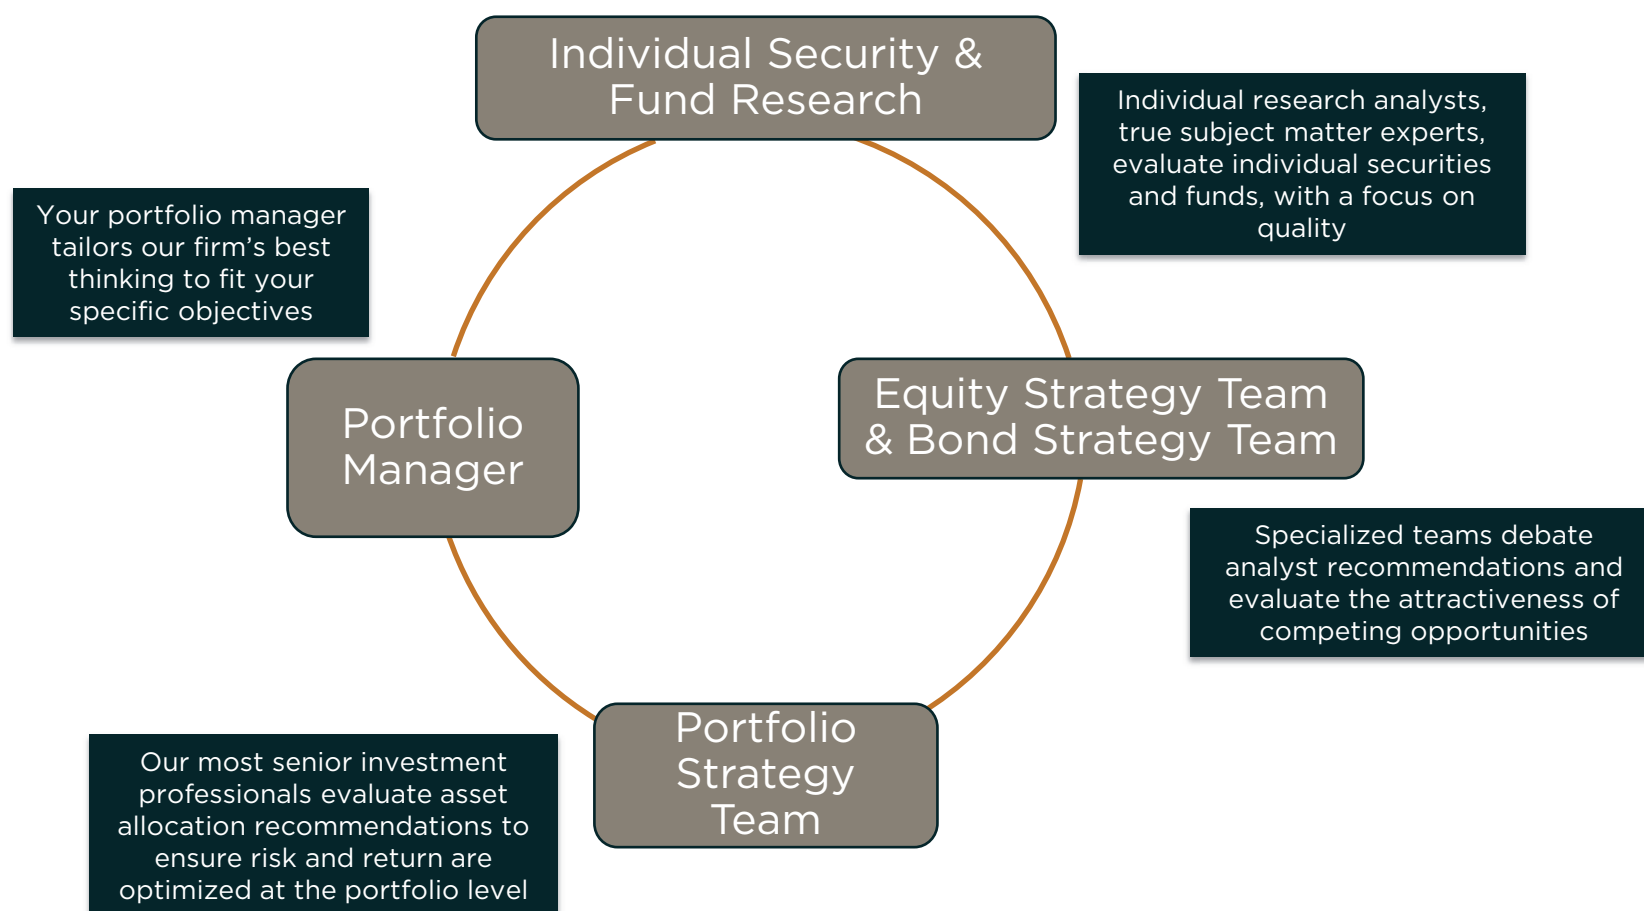 Individual Security &
Fund Research
Individual research analysts,
true subject matter experts,
evaluate individual securities
and funds, with a focus on
quality
Your portfolio manager
tailors our firm’s best
thinking to fit your
specific objectives
Portfolio
Manager
Equity Strategy Team
& Bond Strategy Team
Specialized teams debate
analyst recommendations and
evaluate the attractiveness of
competing opportunities
Portfolio
Strategy
Team
Our most senior investment
professionals evaluate asset
allocation recommendations to
ensure risk and return are
optimized at the portfolio level